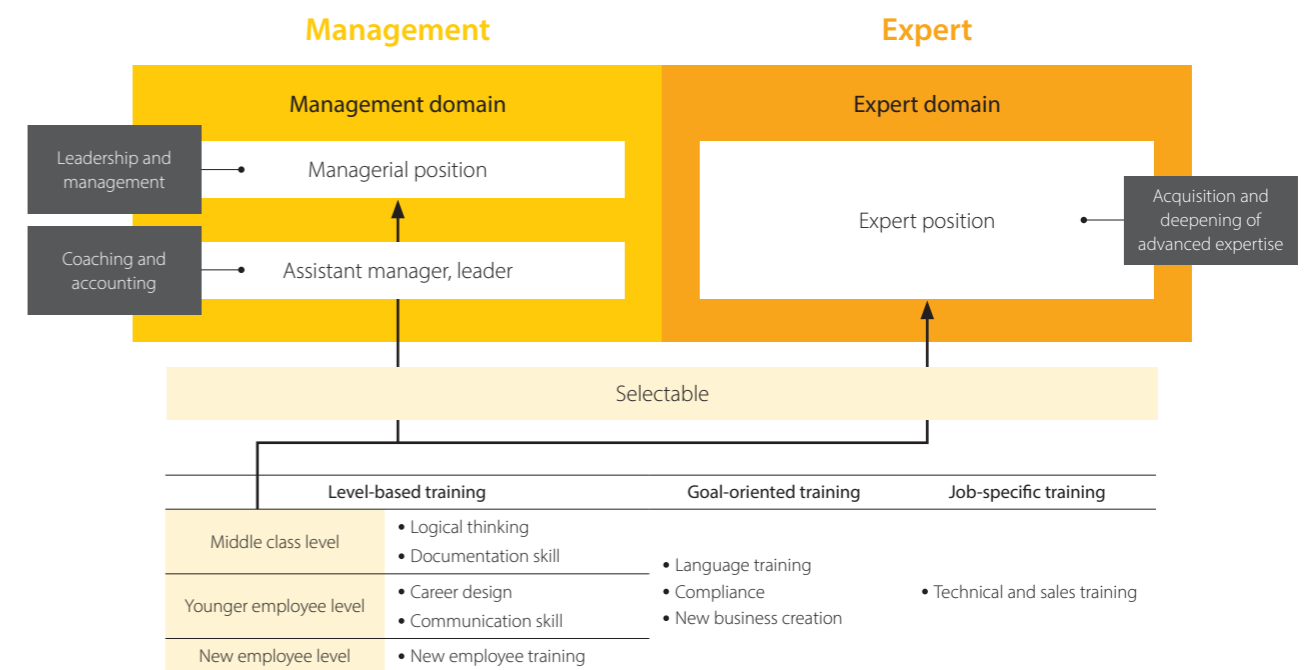 Management
Expert
Management domain
Expert domain
Leadership and
management
Managerial position
Expert position
Acquisition and
deepening of
advanced expertise
Coaching and
accounting
Assistant manager, leader
Selectable
Level-based training
Goal-oriented training
Job-specific training
Middle class level
• Logical thinking
• Documentation skill
Younger employee level
• Career design
• Communication skill
New employee level
• New employee training
• Language training
• Compliance
• New business creation
• Technical and sales training